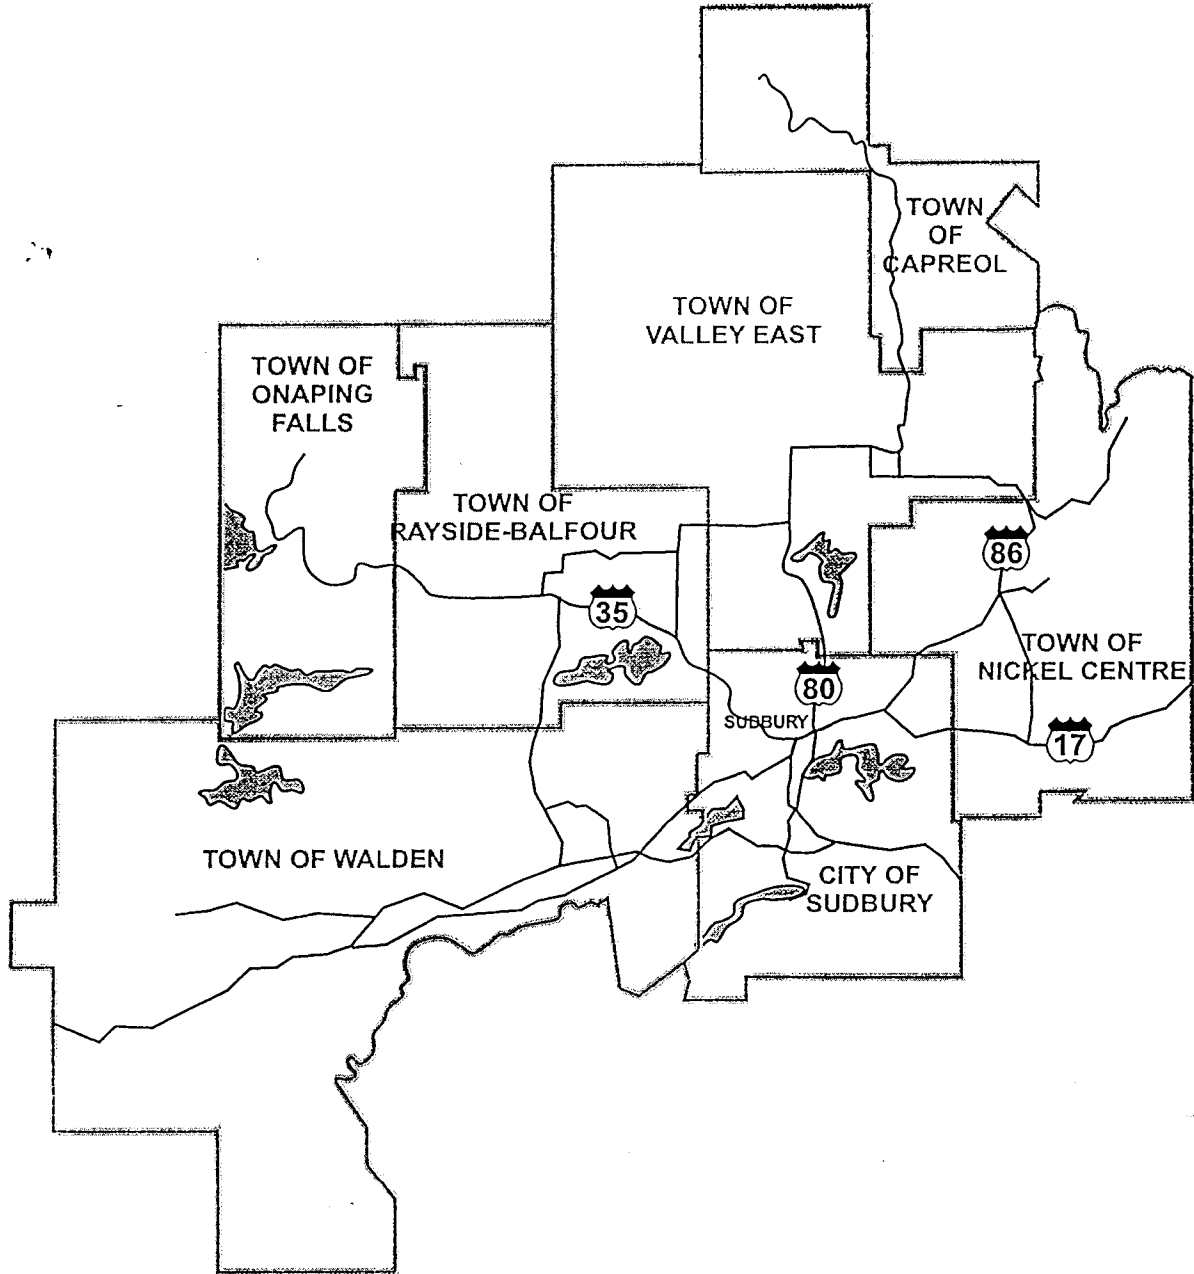 TOWN
OF
CAPREOL
TOWN OF
VALLEY EAST
TOWN OF
ONAPING
FALLS
TOWN OF
RAYSIDE-BALFOUR
86
35
TOWN OF
NICKEL CENTRE
80
SUDBURY
17
TOWN OF WALDEN
CITY OF
SUDBURY